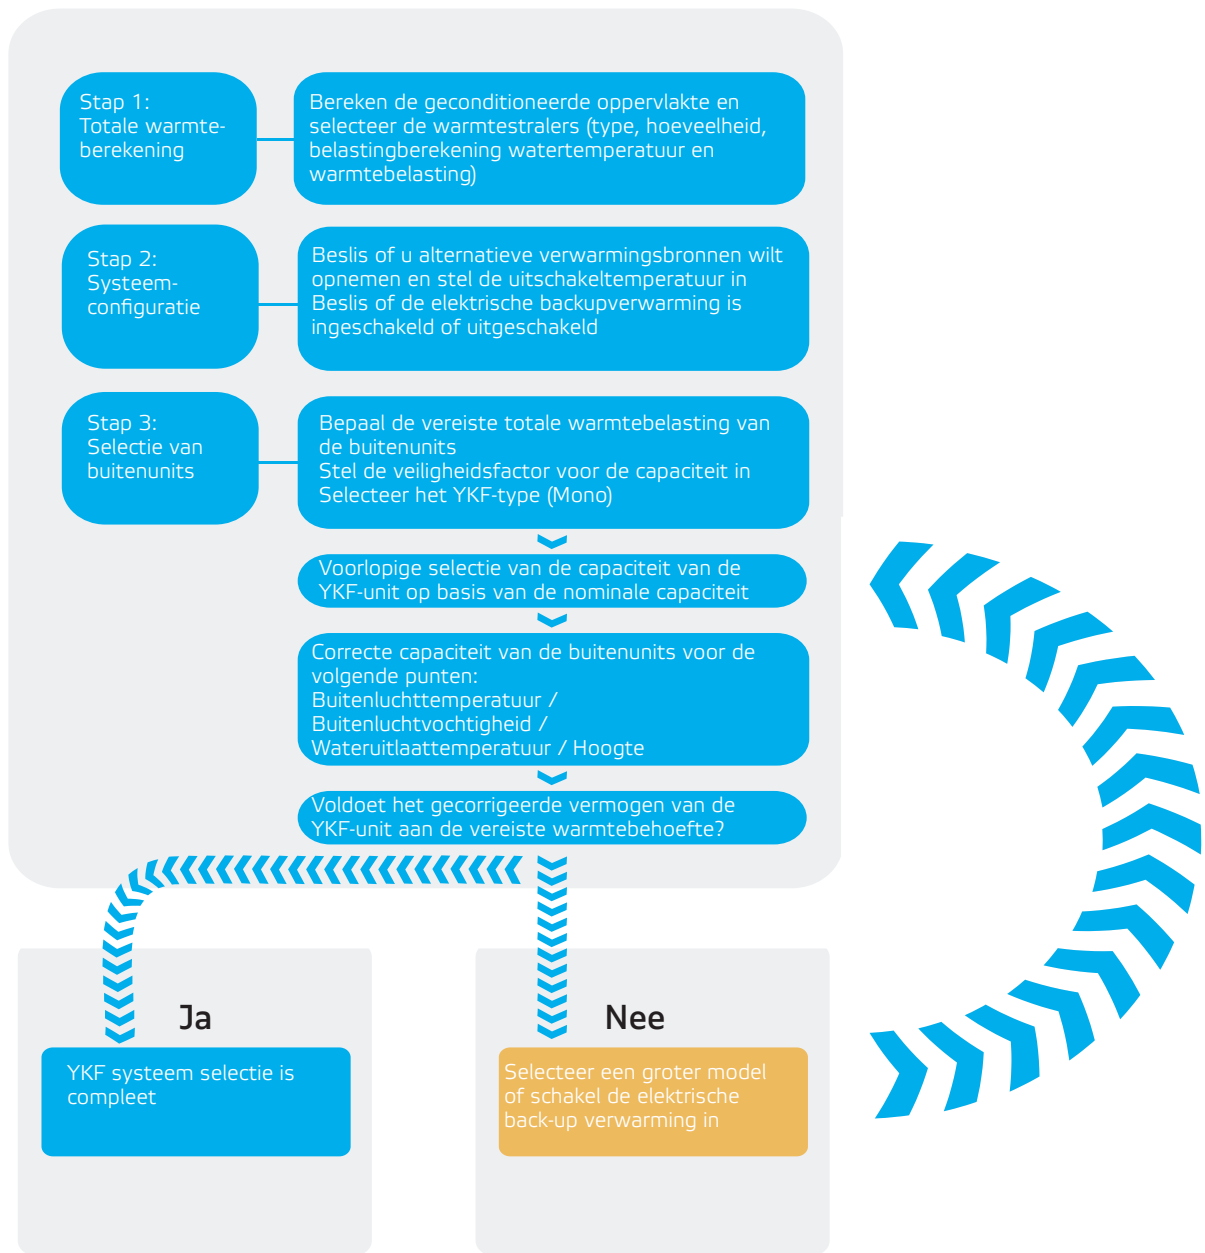 Stap 1:
Totale warmte-
berekening
Bereken de geconditioneerde oppervlakte en
selecteer de warmtestralers (type, hoeveelheid,
belastingberekening watertemperatuur en
warmtebelasting)
Stap 2:
Systeem-
configuratie
Beslis of u alternatieve verwarmingsbronnen wilt
opnemen en stel de uitschakeltemperatuur in
Beslis of de elektrische backupverwarming is
ingeschakeld of uitgeschakeld
Stap 3:
Selectie van
buitenunits
Bepaal de vereiste totale warmtebelasting van
de buitenunits
Stel de veiligheidsfactor voor de capaciteit in
Selecteer het YKF-type (Mono)
Voorlopige selectie van de capaciteit van de
YKF-unit op basis van de nominale capaciteit
Correcte capaciteit van de buitenunits voor de
volgende punten:
Buitenluchttemperatuur /
Buitenluchtvochtigheid /
Wateruitlaattemperatuur / Hoogte
Voldoet het gecorrigeerde vermogen van de
YKF-unit aan de vereiste warmtebehoefte?
Ja
YKF systeem selectie is
compleet
Nee
Selecteer een groter model
of schakel de elektrische
back-up verwarming in